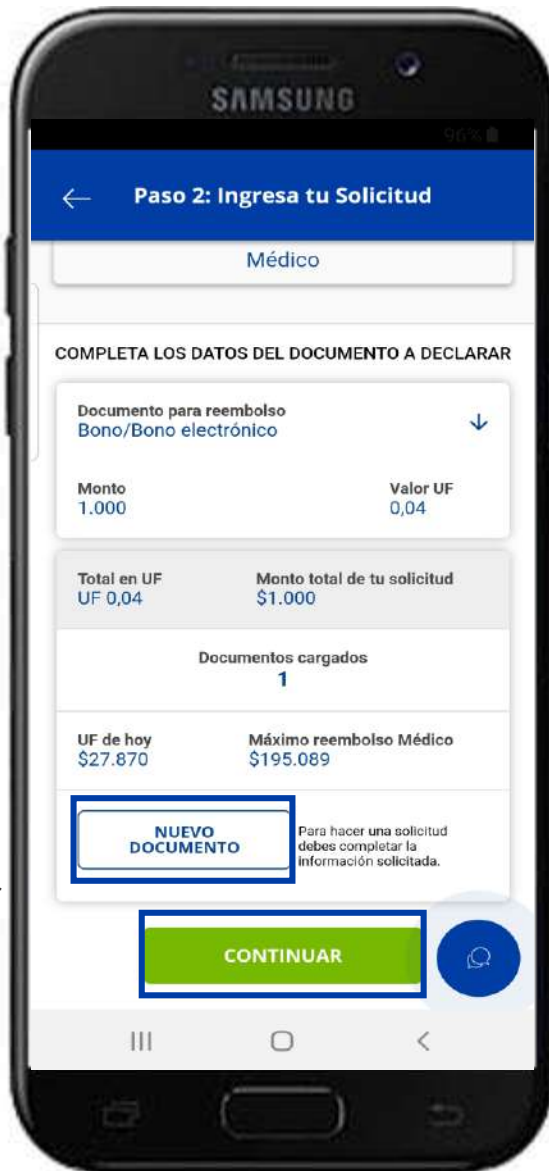 SAMSUNG
96%
Paso 2: Ingresa tu Solicitud
Médico
COMPLETA LOS DATOS DEL DOCUMENTO A DECLARAR
Documento para reembolso
Bono/Bono electrónico
Monto Valor UF
1.000 0,04
Total en UF Monto total de tu solicitud
UF 0,04 $1.000
Documentos cargados
1
UF de hoy Máximo reembolso Médico
$27.870 $195.089
NUEVO
DOCUMENTO
Para hacer una solicitud
debes completar la
información solicitada.
CONTINUAR